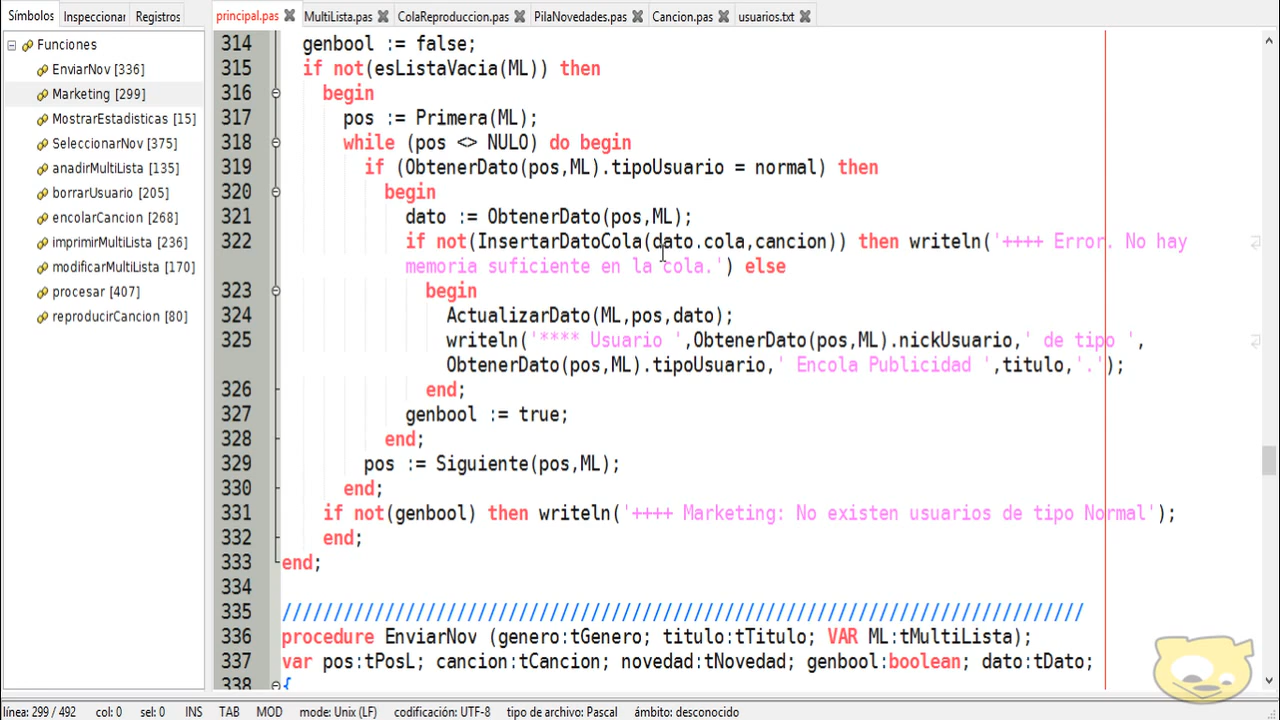 Símbolos Inspeccionar Registros
principal.pas MultiLista.pas ColaReproduccion.pas PilaNovedades.pas Cancion.pas usuarios.txt
Funciones
EnviarNov [336]
Marketing [299]
MostrarEstadisticas [15]
SeleccionarNov [375]
anadirMultiLista [135]
borrarUsuario [205]
encolarCancion [268]
imprimirMultiLista [236]
modificarMultiLista [170]
procesar [407]
reproducirCancion [80]
314 genbool := false;
315 if not(esListaVacia(ML)) then
316 begin
317 pos := Primera(ML);
318 while (pos <> NULO) do begin
319 if (ObtenerDato(pos,ML).tipoUsuario = normal) then
320 begin
321 dato := ObtenerDato(pos,ML);
322 if not(InsertarDatoCola(dato.cola,cancion)) then writeln('++++ Error. No hay
memoria suficiente en la cola.') else
323 begin
324 ActualizarDato(ML,pos,dato);
325 writeln('**** Usuario ',ObtenerDato(pos,ML).nickUsuario,' de tipo ',
ObtenerDato(pos,ML).tipoUsuario,' Encola Publicidad ',titulo,'.');
326 end;
327 genbool := true;
328 end;
329 pos := Siguiente(pos,ML);
330 end;
331 if not(genbool) then writeln('++++ Marketing: No existen usuarios de tipo Normal');
332 end;
333 end;
334
335 //////////////////////////////////////////////////////////////////////////////
336 procedure EnviarNov (genero:tGenero; titulo:tTitulo; VAR ML:tMultiLista);
337 var pos:tPosL; cancion:tCancion; novedad:tNovedad; genbool:boolean; dato:tDato;
338 {
línea: 299 / 492 col: 0 sel: 0 INS TAB MOD mode: Unix (LF) codificación: UTF-8 tipo de archivo: Pascal ámbito: desconocido